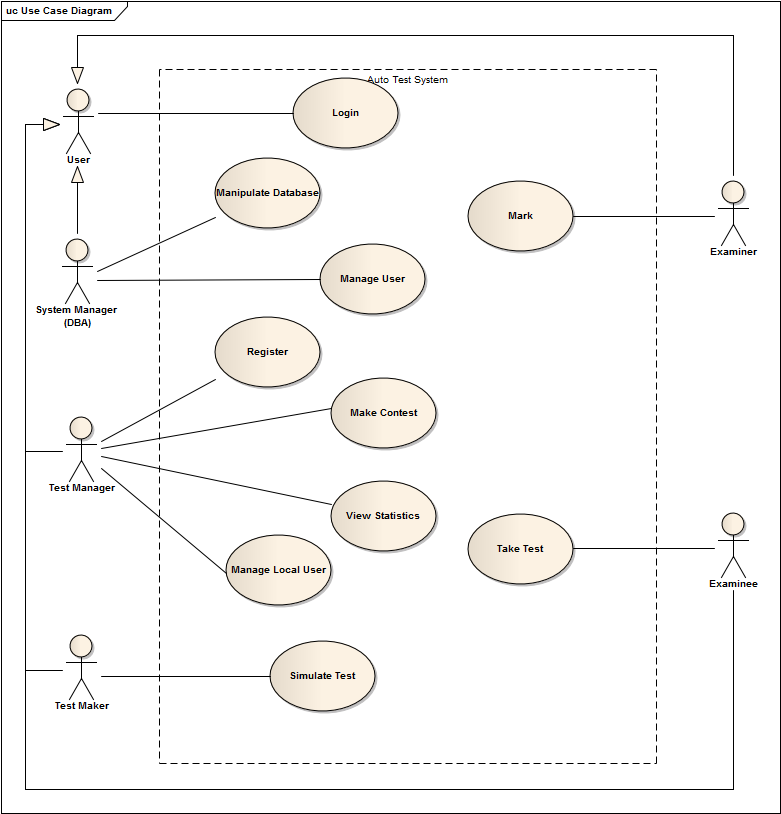 uc Use Case Diagram
Auto Test System
Login
User
Manipulate Database
Mark
Examiner
Manage User
System Manager
(DBA)
Register
Make Contest
Test Manager
View Statistics
Take Test
Manage Local User
Examinee
Simulate Test
Test Maker